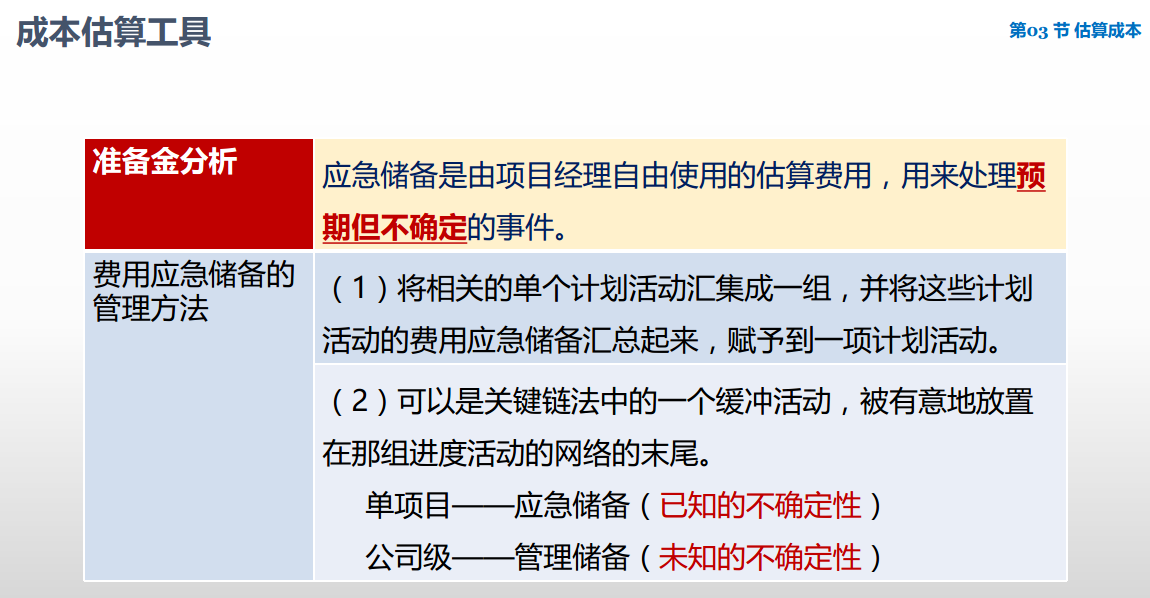 成本估算工具
第03 节 估算成本
准备金分析
应急储备是由项目经理自由使用的估算费用，用来处理预
期但不确定的事件。
费用应急储备的
管理方法
（1）将相关的单个计划活动汇集成一组，并将这些计划
活动的费用应急储备汇总起来，赋予到一项计划活动。
（2）可以是关键链法中的一个缓冲活动，被有意地放置
在那组进度活动的网络的末尾。
单项目——应急储备（已知的不确定性）
公司级——管理储备（未知的不确定性）